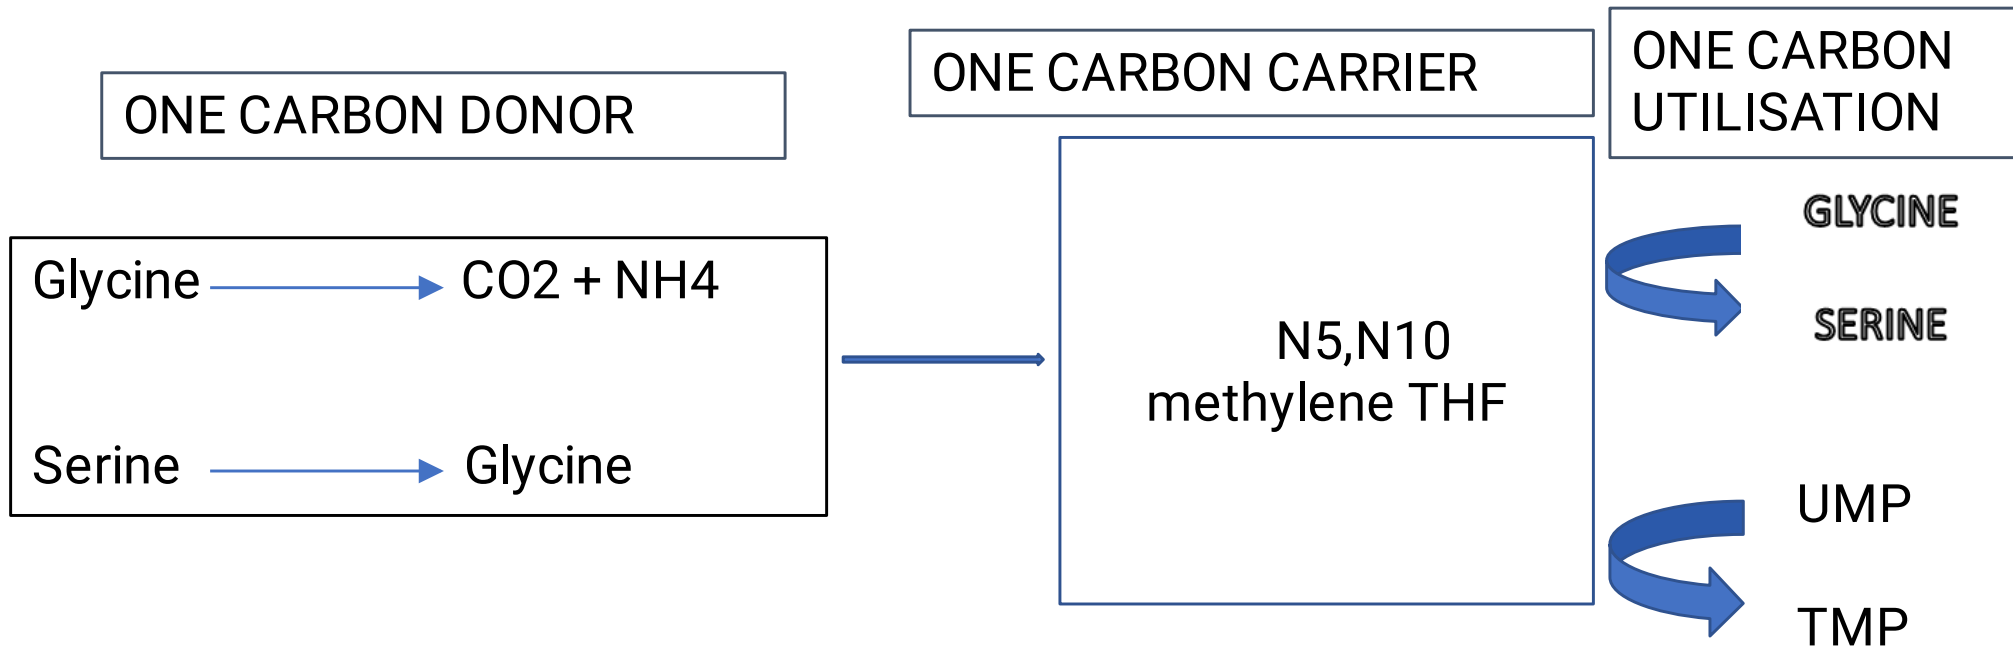 ONE CARBON DONOR
ONE CARBON CARRIER
ONE CARBON
UTILISATION
Glycine
CO2 + NH4
Serine
Glycine
N5,N10
methylene THF
GLYCINE
SERINE
UMP
TMP